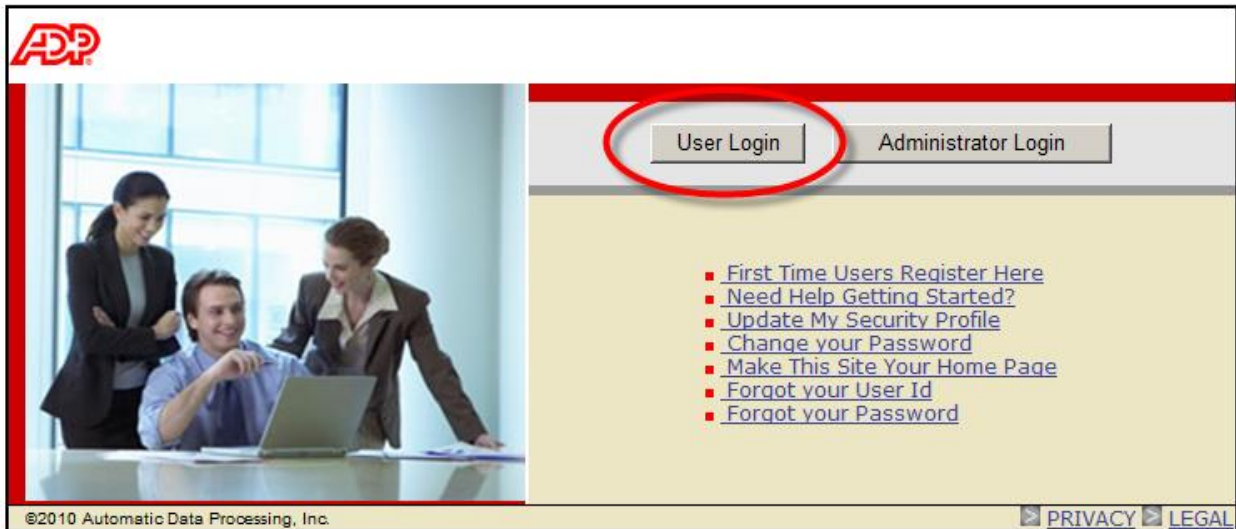 ADP
User Login
Administrator Login
First Time Users Register Here
Need Help Getting Started?
Update My Security Profile
Change your Password
Make This Site Your Home Page
Forgot your User Id
Forgot your Password
©2010 Automatic Data Processing, Inc.
PRIVACY LEGAL